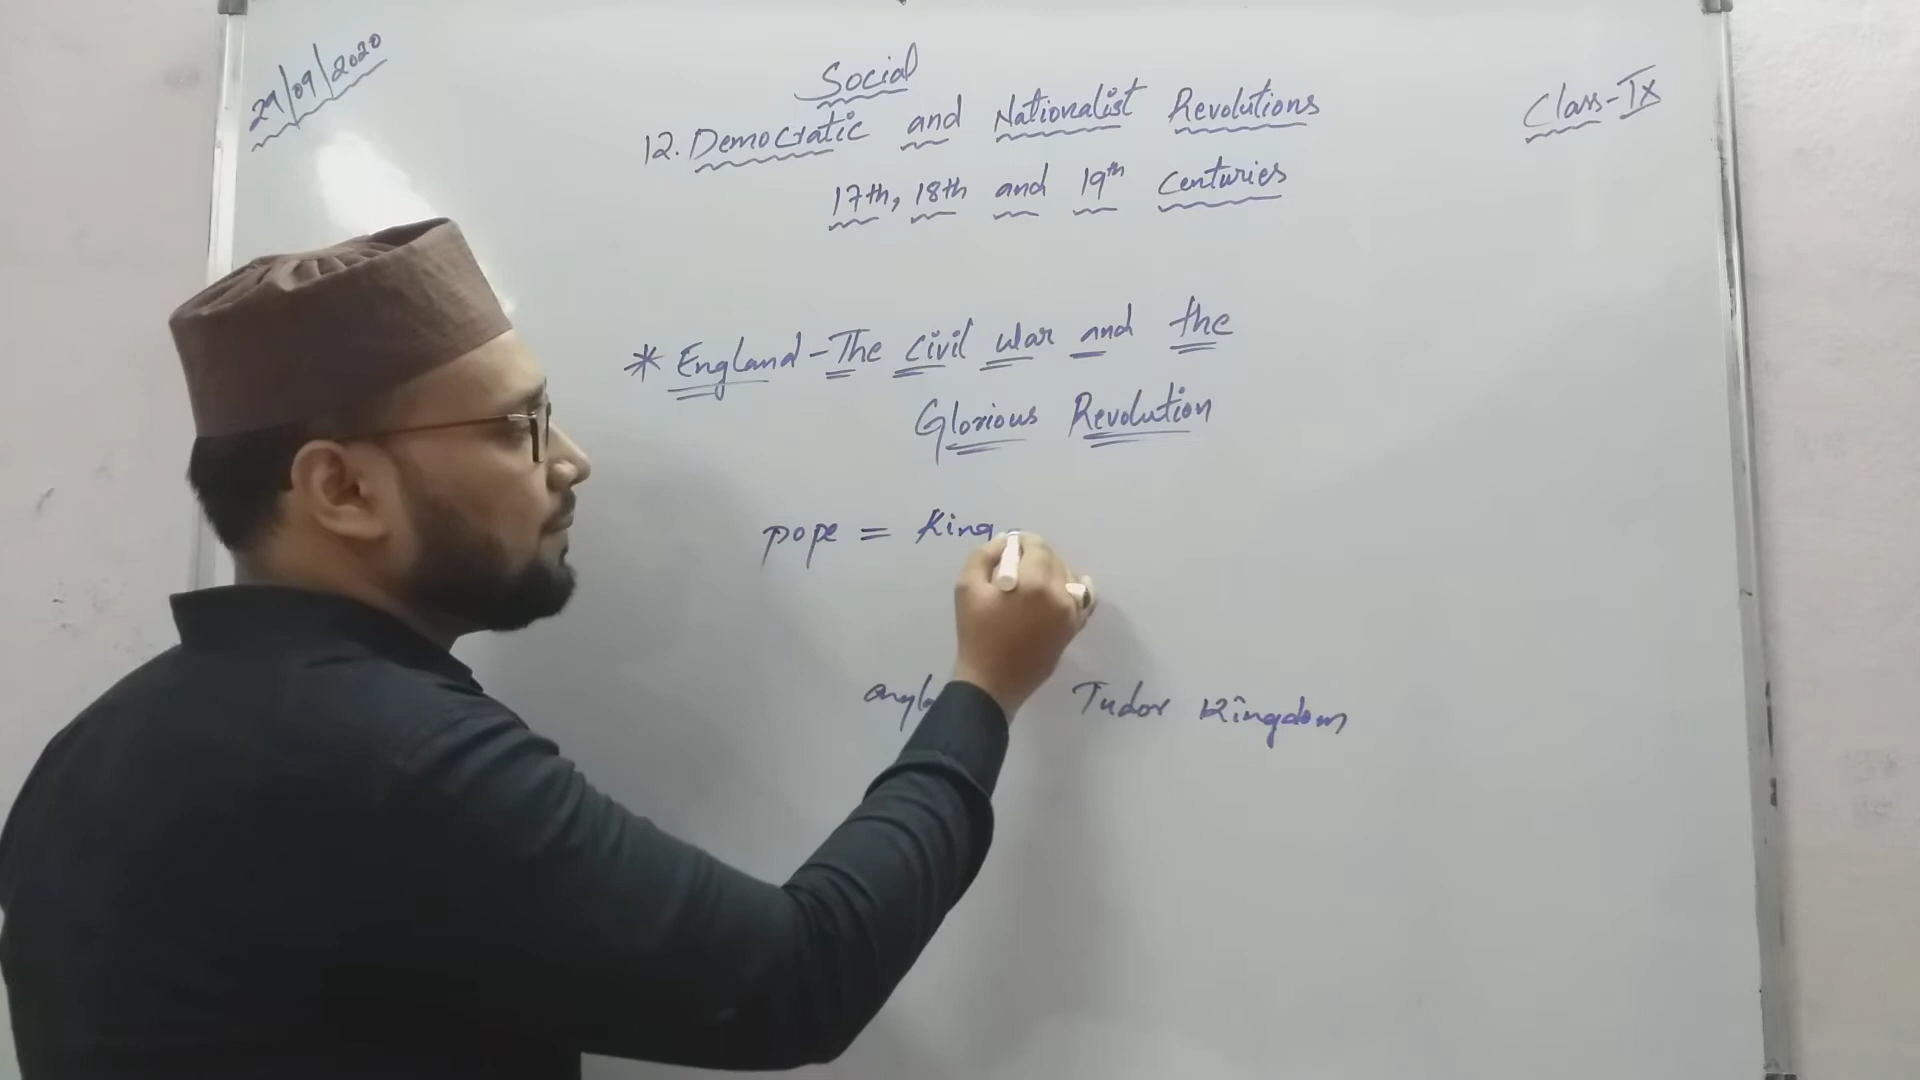 29/09/2020
Social
Class-IX
12. Democratic and Nationalist Revolutions
17th, 18th and 19th Centuries
* England - The civil war and the
Glorious Revolution
pope = King
Tudor Kingdom